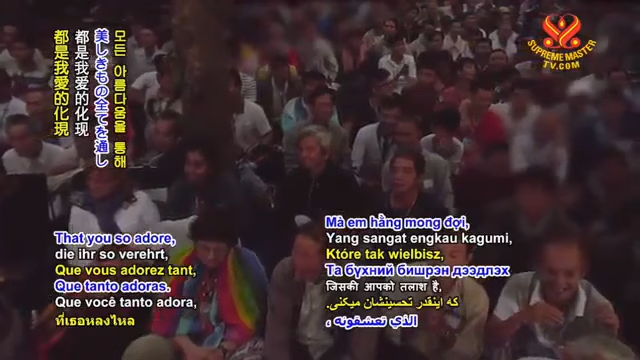 모든 아름다움을 통해
美しきもの全てを通し
都是我愛的化現
都是我爱的化现
SUPREME MASTER
TV.COM
That you so adore,
die ihr so verehrt,
Que vous adorez tant,
Que tanto adoras.
Que você tanto adora,
ที่เธอหลงไหล
Mà em hằng mong đợi,
Yang sangat engkau kagumi,
Które tak wielbisz,
Та бүхний бишрэн дээдлэх
जिसकी आपको तलाश है,
که اینقدر تحسینشان میکنی.
الذي تعشقونه ،